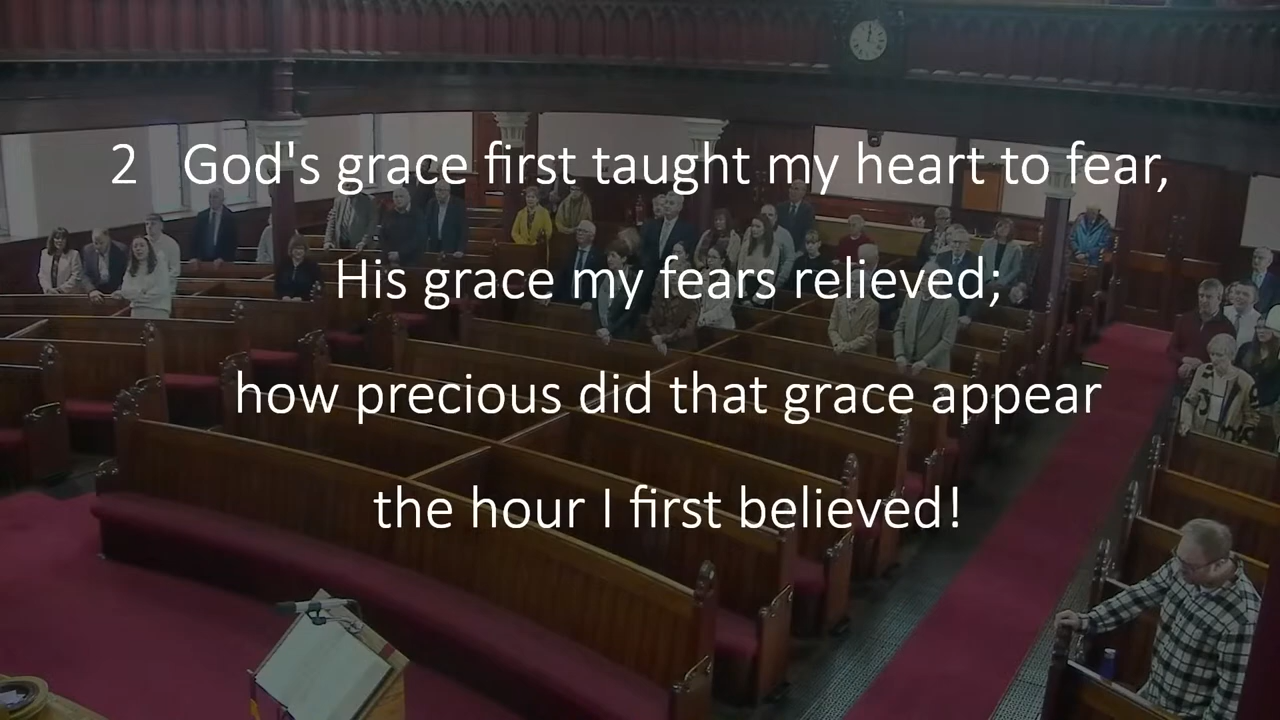 2 God's grace first taught my heart to fear,
His grace my fears relieved;
how precious did that grace appear
the hour I first believed!